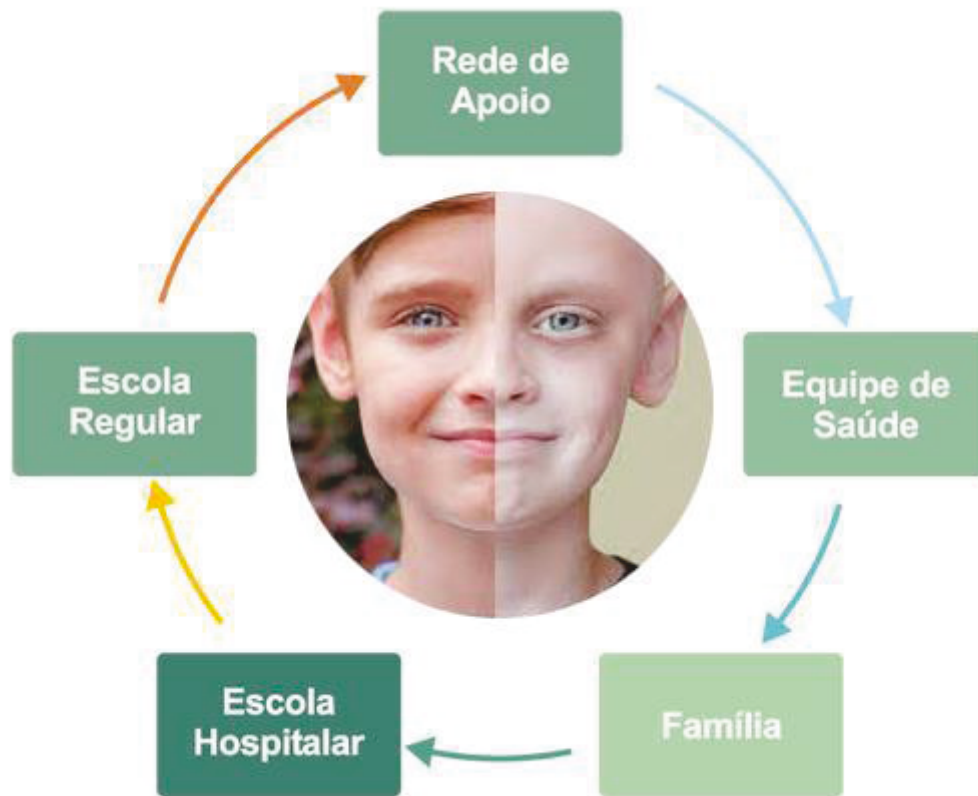 Rede de
Apoio
Equipe de
Saúde
Família
Escola
Hospitalar
Escola
Regular